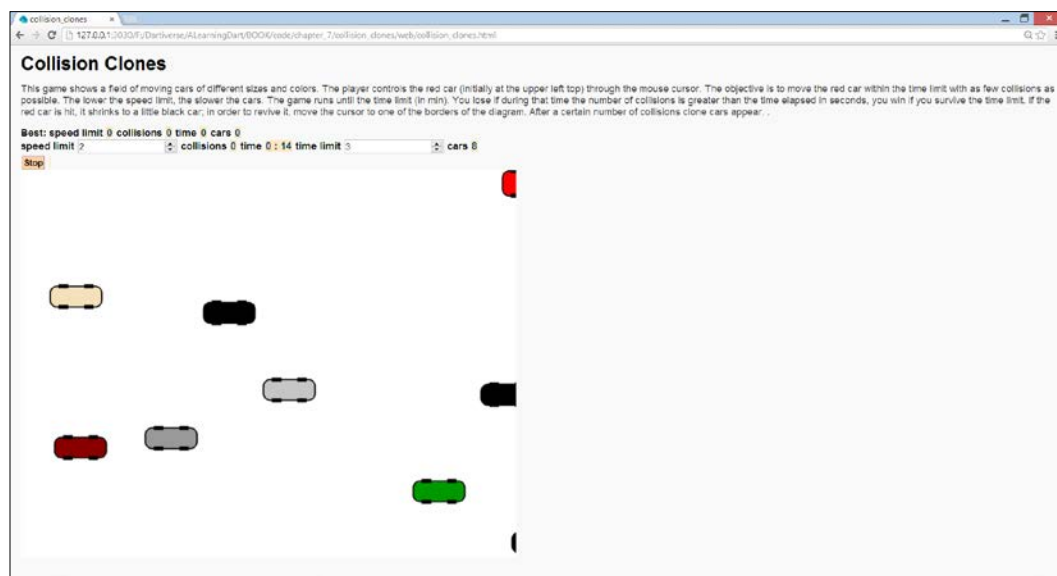 collision_clones
127.0.0.1:3030/F:/Dartiverse/ALearningDart/BOOK/code/chapter_7/collision_clones/web/collision_clones.html
Collision Clones
This game shows a field of moving cars of different sizes and colors. The player controls the red car (initially at the upper left top) through the mouse cursor. The objective is to move the red car within the time limit with as few collisions as
possible. The lower the speed limit, the slower the cars. The game runs until the time limit (in min). You lose if during that time the number of collisions is greater than the time elapsed in seconds, you win if you survive the time limit. If the
red car is hit, it shrinks to a little black car; in order to revive it, move the cursor to one of the borders of the diagram. After a certain number of collisions clone cars appear. .
Best: speed limit 0 collisions 0 time 0 cars 0
speed limit 2 collisions 0 time 0 : 14 time limit 3 cars 8
Stop